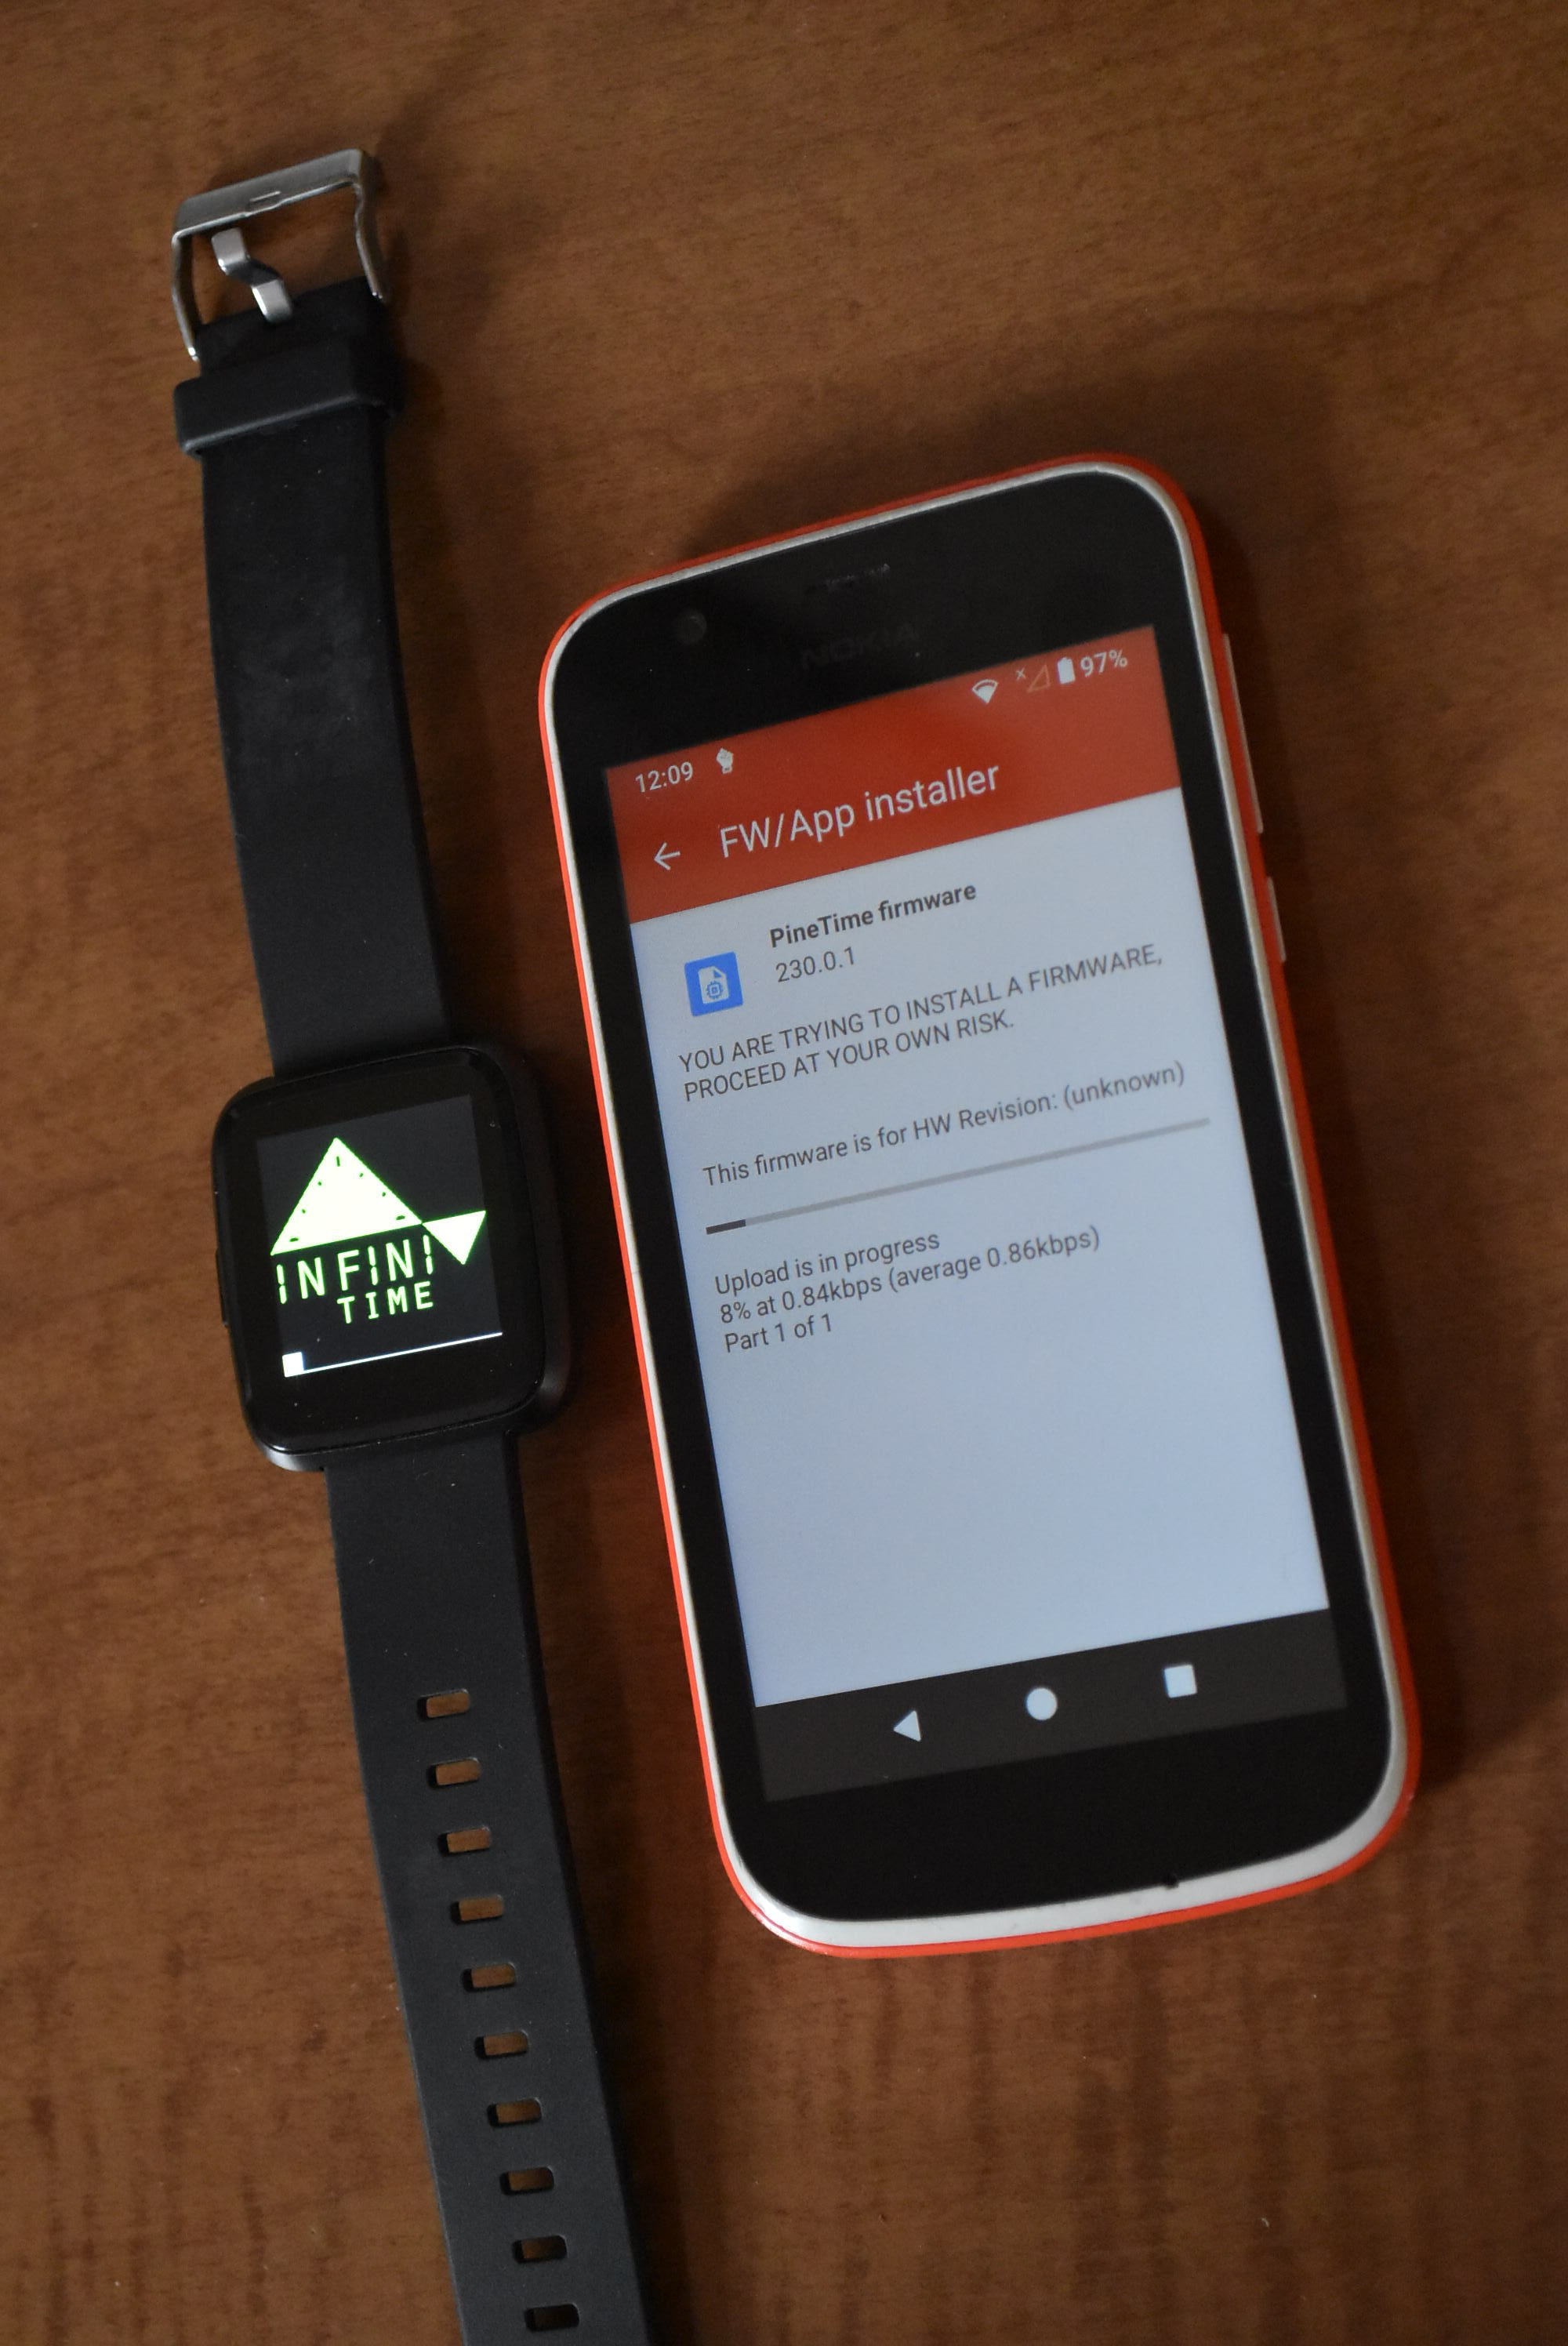 NOKIA
12:09 97%
FW/App installer
PineTime firmware
230.0.1
YOU ARE TRYING TO INSTALL A FIRMWARE,
PROCEED AT YOUR OWN RISK.
This firmware is for HW Revision: (unknown)
Upload is in progress
8% at 0.84kbps (average 0.86kbps)
Part 1 of 1
INFINI
TIME